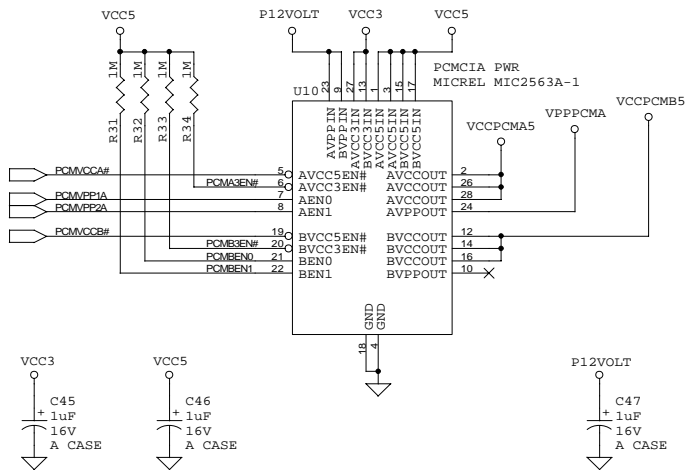 VCC5
P12VOLT
VCC3
VCC5
PCMCIA PWR
MICREL MIC2563A-1
VCCPCMB5
VPPPCMA
VCCPCMA5
1M
1M
1M
1M
R31
R32
R33
R34
U10
23
9
27
13
1
3
15
17
AVPPIN
BVPPIN
AVCC3IN
BVCC3IN
AVCC5IN
AVCC5IN
BVCC5IN
BVCC5IN
PCMVCCA# 5 AVCC5EN# AVCCOUT 2
PCMA3EN# 6 AVCC3EN# AVCCOUT 26
PCMVPP1A 7 AEN0 AVCCOUT 28
PCMVPP2A 8 AEN1 AVPPOUT 24
PCMVCCB# 19 BVCC5EN# BVCCOUT 12
PCMB3EN# 20 BVCC3EN# BVCCOUT 14
PCMBEN0 21 BEN0 BVCCOUT 16
PCMBEN1 22 BEN1 BVPPOUT 10
GND
GND
18
4
VCC3
C45
1uF
16V
A CASE
VCC5
C46
1uF
16V
A CASE
P12VOLT
C47
1uF
16V
A CASE